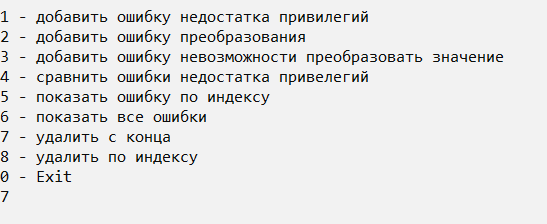 1 - добавить ошибку недостатка привилегий
2 - добавить ошибку преобразования
3 - добавить ошибку невозможности преобразовать значение
4 - сравнить ошибки недостатка привелегий
5 - показать ошибку по индексу
6 - показать все ошибки
7 - удалить с конца
8 - удалить по индексу
0 - Exit
7